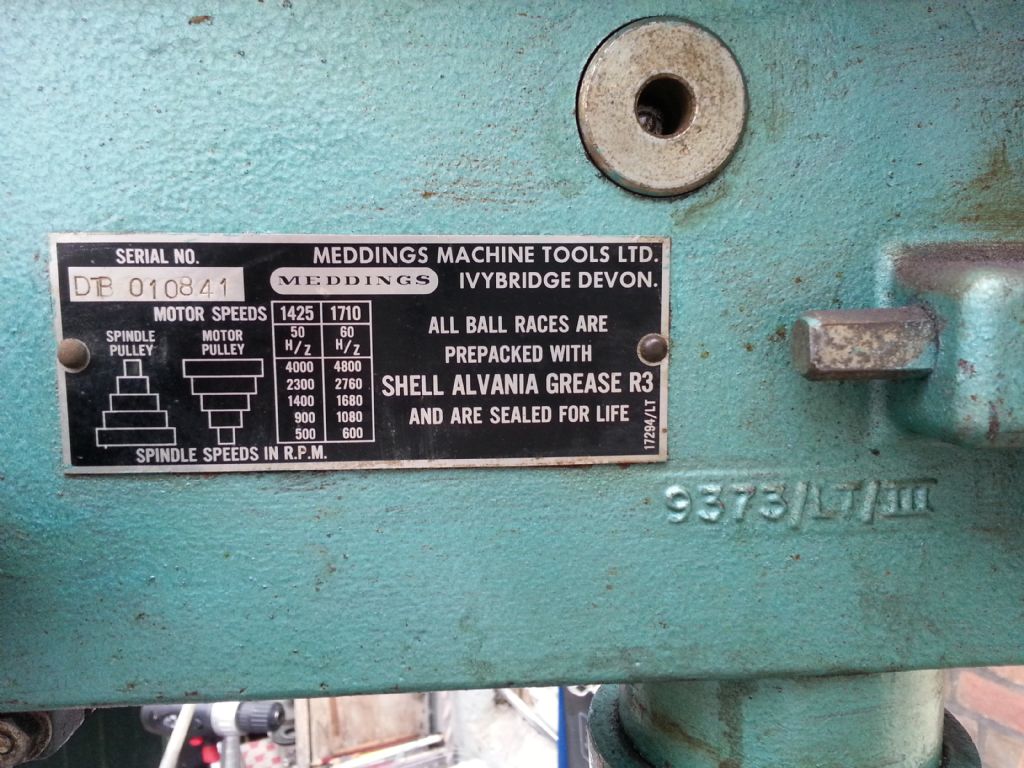 SERIAL NO.
DTB 010841
MEDDINGS MACHINE TOOLS LTD.
MEDDINGS
IVYBRIDGE DEVON.
MOTOR SPEEDS 1425 1710
SPINDLE PULLEY
MOTOR PULLEY
50 H/Z 60 H/Z
4000 4800
2300 2760
1400 1680
900 1080
500 600
SPINDLE SPEEDS IN R.P.M.
ALL BALL RACES ARE
PREPACKED WITH
SHELL ALVANIA GREASE R3
AND ARE SEALED FOR LIFE
17294/LT
9373/LT/III